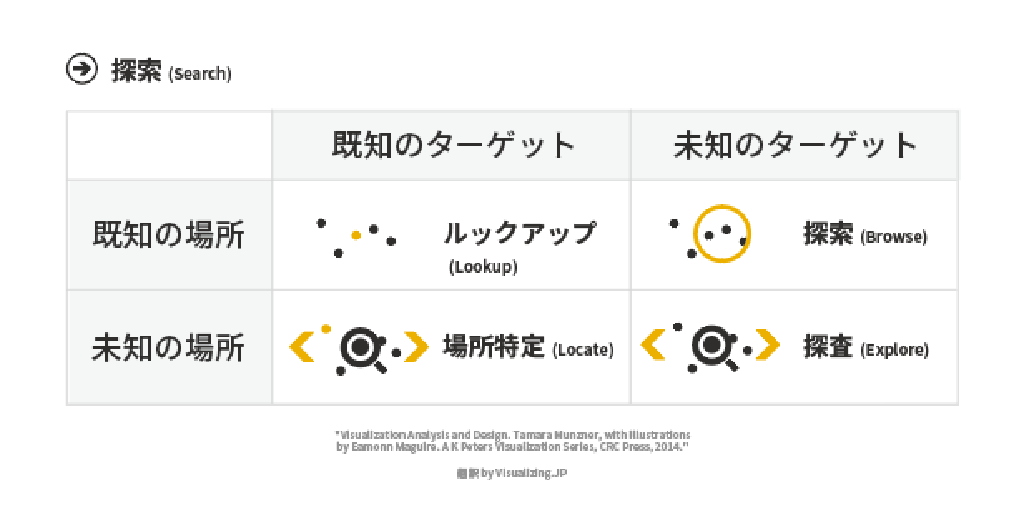 探索 (Search)
既知のターゲット
未知のターゲット
既知の場所
ルックアップ
(Lookup)
探索 (Browse)
未知の場所
場所特定 (Locate)
探査 (Explore)
"Visualization Analysis and Design. Tamara Munzner, with illustrations
by Eamonn Maguire. A K Peters Visualization Series, CRC Press, 2014."
翻訳 by Visualizing.JP